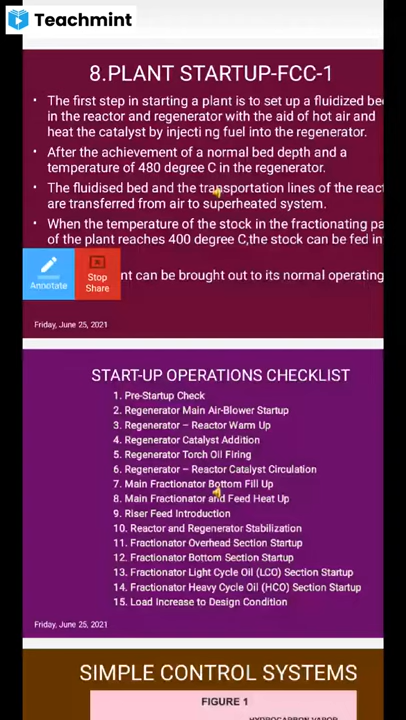 Teachmint
8.PLANT STARTUP-FCC-1
• The first step in starting a plant is to set up a fluidized bed
in the reactor and regenerator with the aid of hot air and
heat the catalyst by injecti ng fuel into the regenerator.
• After the achievement of a normal bed depth and a
temperature of 480 degree C in the regenerator.
• The fluidised bed and the transportation lines of the react
are transferred from air to superheated system.
• When the temperature of the stock in the fractionating pa
of the plant reaches 400 degree C,the stock can be fed in
nt can be brought out to its normal operating
Annotate
Stop
Share
Friday, June 25, 2021
START-UP OPERATIONS CHECKLIST
1. Pre-Startup Check
2. Regenerator Main Air-Blower Startup
3. Regenerator – Reactor Warm Up
4. Regenerator Catalyst Addition
5. Regenerator Torch Oil Firing
6. Regenerator – Reactor Catalyst Circulation
7. Main Fractionator Bottom Fill Up
8. Main Fractionator and Feed Heat Up
9. Riser Feed Introduction
10. Reactor and Regenerator Stabilization
11. Fractionator Overhead Section Startup
12. Fractionator Bottom Section Startup
13. Fractionator Light Cycle Oil (LCO) Section Startup
14. Fractionator Heavy Cycle Oil (HCO) Section Startup
15. Load Increase to Design Condition
Friday, June 25, 2021
SIMPLE CONTROL SYSTEMS
FIGURE 1
HYDROCARBON VAPOR